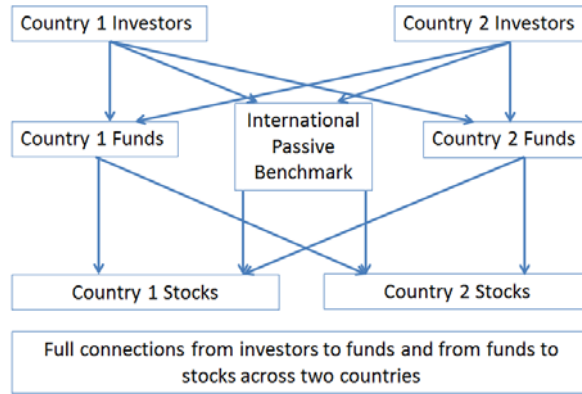 Country 1 Investors
Country 2 Investors
Country 1 Funds
International
Passive
Benchmark
Country 2 Funds
Country 1 Stocks
Country 2 Stocks
Full connections from investors to funds and from funds to
stocks across two countries